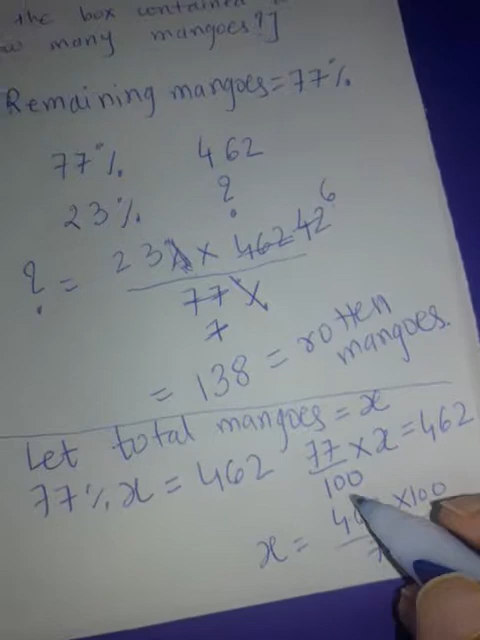 the box contained
many mangoes?]
Remaining mangoes = 77%
77% 462
23% ?
? = 23% × 462 42 6
77 %
7
= 138 = rotten mangoes.
Let total mangoes = x
77% x = 462 77/100 × x = 462
x = × 100